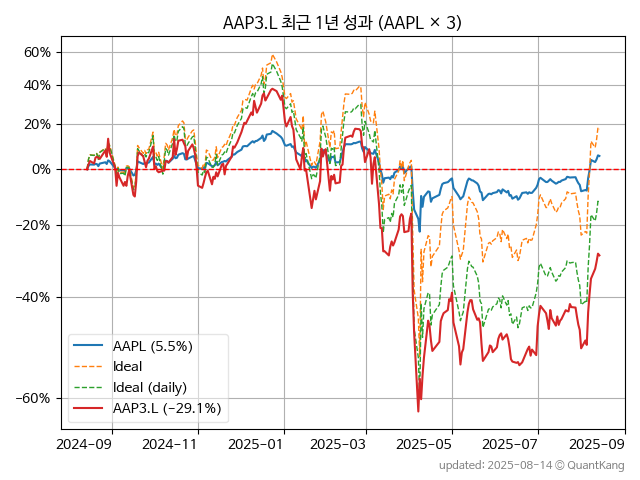 AAP3.L 최근 1년 성과 (AAPL × 3)
60%
40%
20%
0%
−20%
−40%
−60%
AAPL (5.5%)
Ideal
Ideal (daily)
AAP3.L (−29.1%)
2024-09 2024-11 2025-01 2025-03 2025-05 2025-07 2025-09
updated: 2025-08-14 © QuantKang